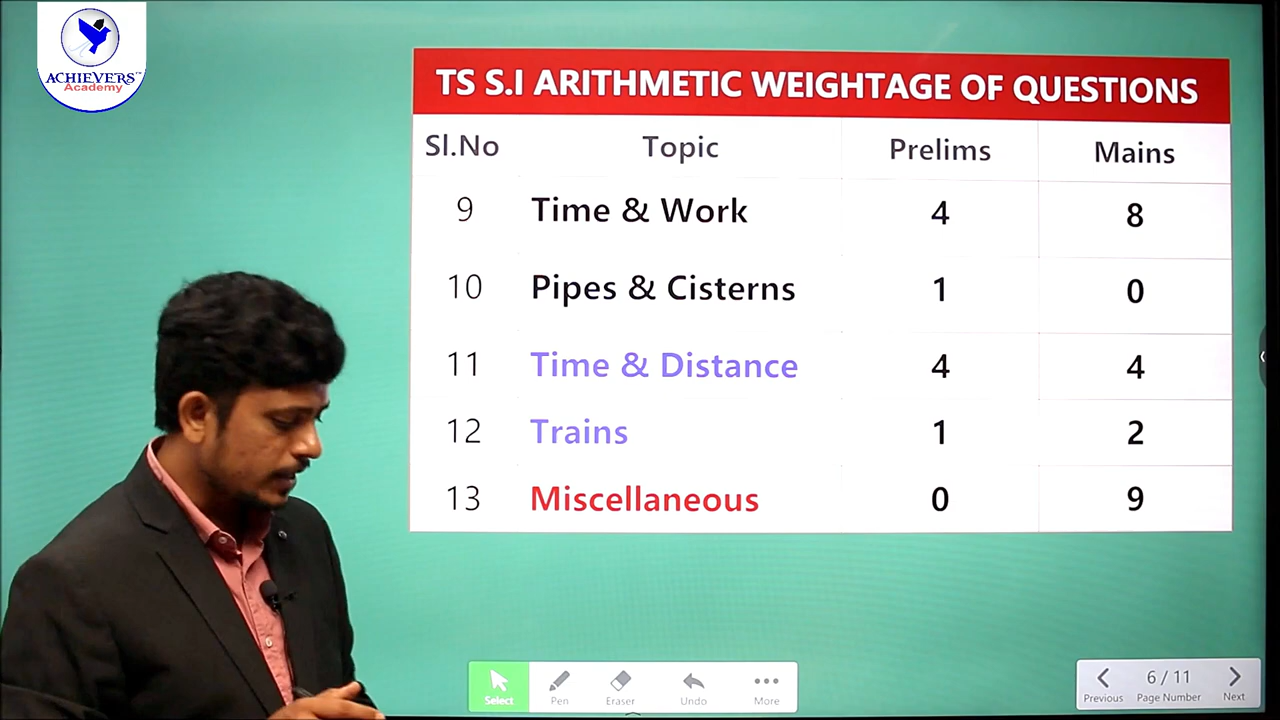 ACHIEVERS™
Academy
TS S.I ARITHMETIC WEIGHTAGE OF QUESTIONS
Sl.No Topic Prelims Mains
9 Time & Work 4 8
10 Pipes & Cisterns 1 0
11 Time & Distance 4 4
12 Trains 1 2
13 Miscellaneous 0 9
Select Pen Eraser Undo More
6 / 11
Previous Page Number Next